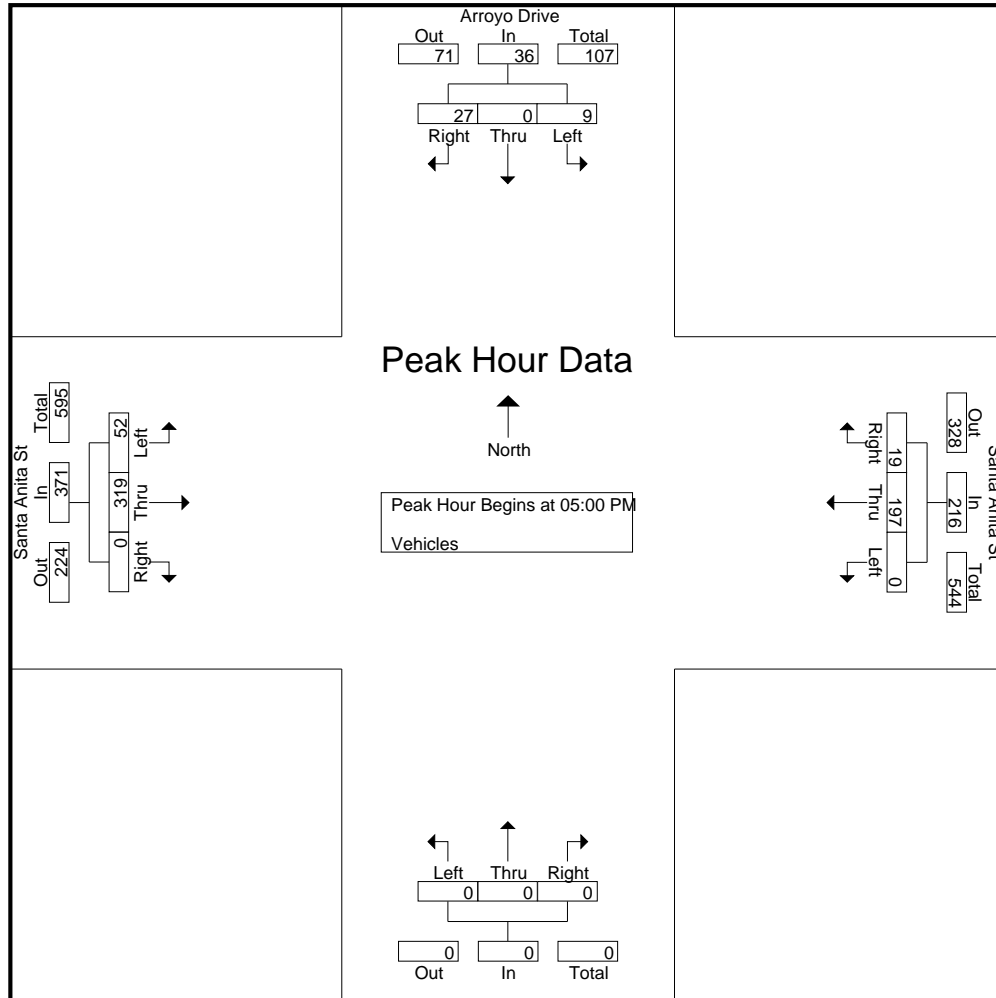 Arroyo Drive
Out In Total
71 36 107
27 0 9
Right Thru Left
Peak Hour Data
North
Peak Hour Begins at 05:00 PM
Vehicles
Santa Anita St
Out In Total
224 371 595
52 319 0
Left Thru Right
Santa Anita St
Out In Total
328 216 544
19 197 0
Right Thru Left
Left Thru Right
0 0 0
0 0 0
Out In Total